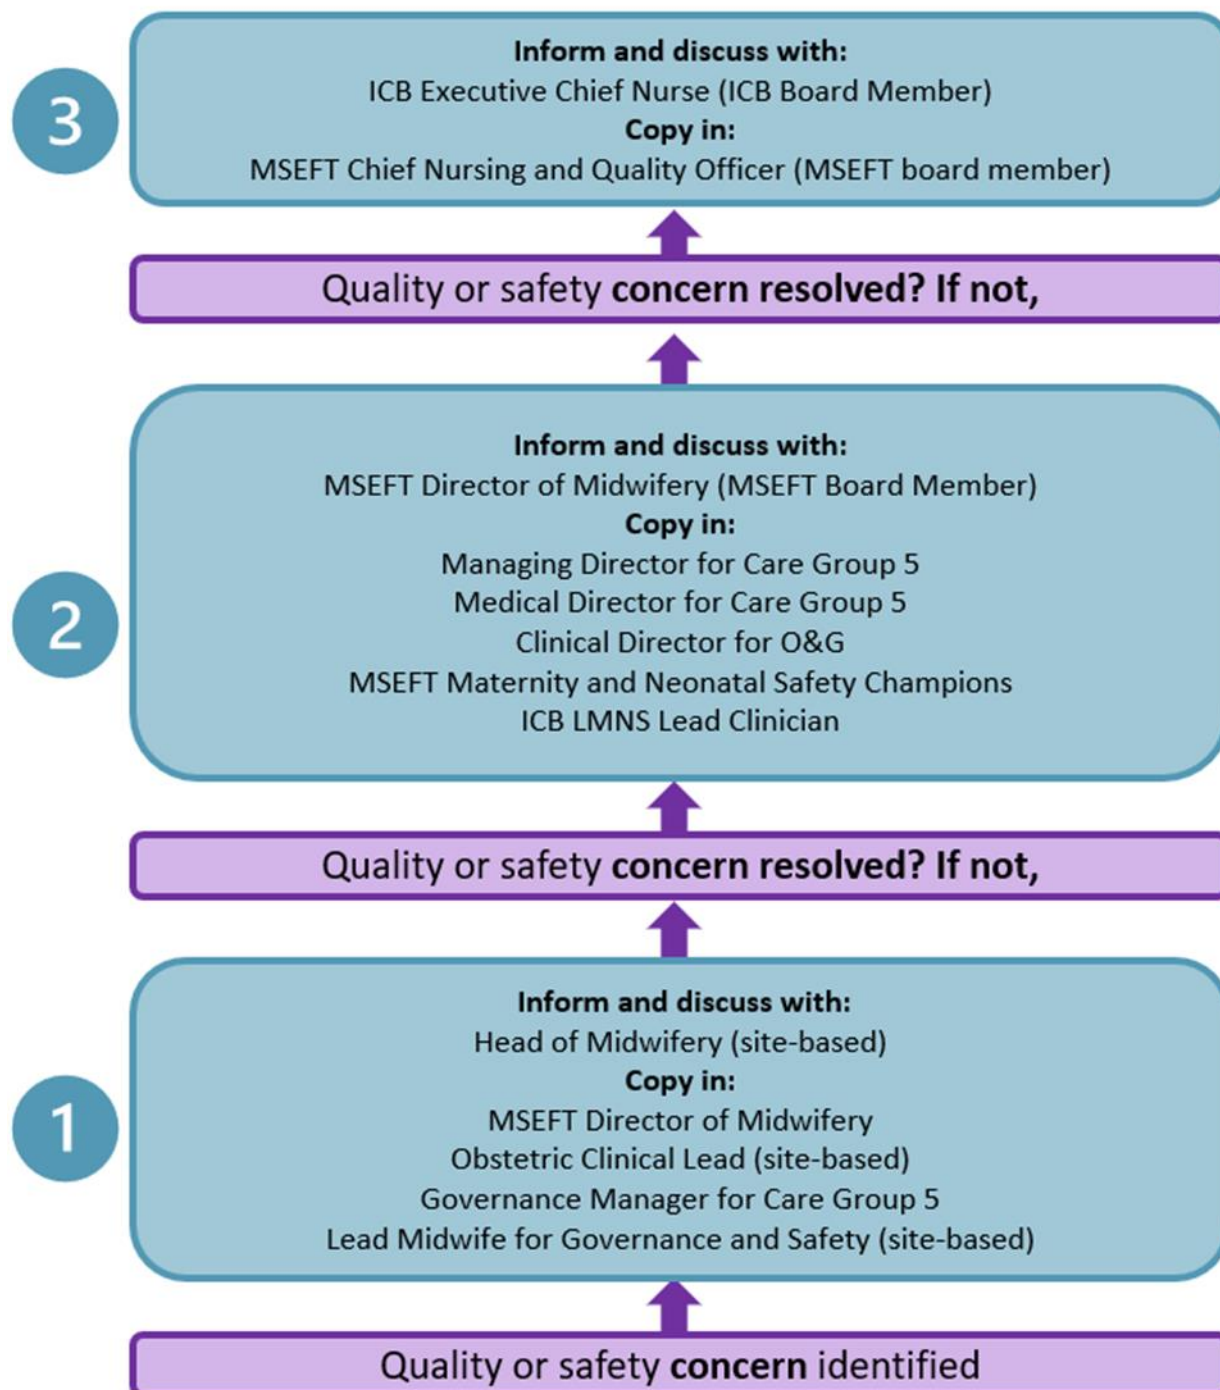 3
Inform and discuss with:
ICB Executive Chief Nurse (ICB Board Member)
Copy in:
MSEFT Chief Nursing and Quality Officer (MSEFT board member)
Quality or safety concern resolved? If not,
2
Inform and discuss with:
MSEFT Director of Midwifery (MSEFT Board Member)
Copy in:
Managing Director for Care Group 5
Medical Director for Care Group 5
Clinical Director for O&G
MSEFT Maternity and Neonatal Safety Champions
ICB LMNS Lead Clinician
Quality or safety concern resolved? If not,
1
Inform and discuss with:
Head of Midwifery (site-based)
Copy in:
MSEFT Director of Midwifery
Obstetric Clinical Lead (site-based)
Governance Manager for Care Group 5
Lead Midwife for Governance and Safety (site-based)
Quality or safety concern identified